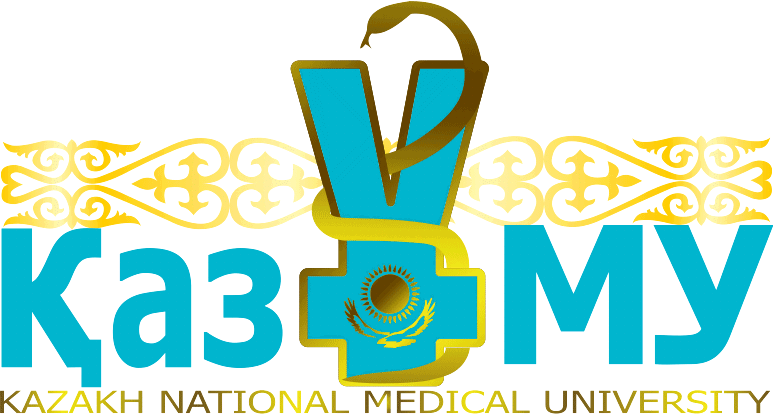 ҚазҰМУ
KAZAKH NATIONAL MEDICAL UNIVERSITY